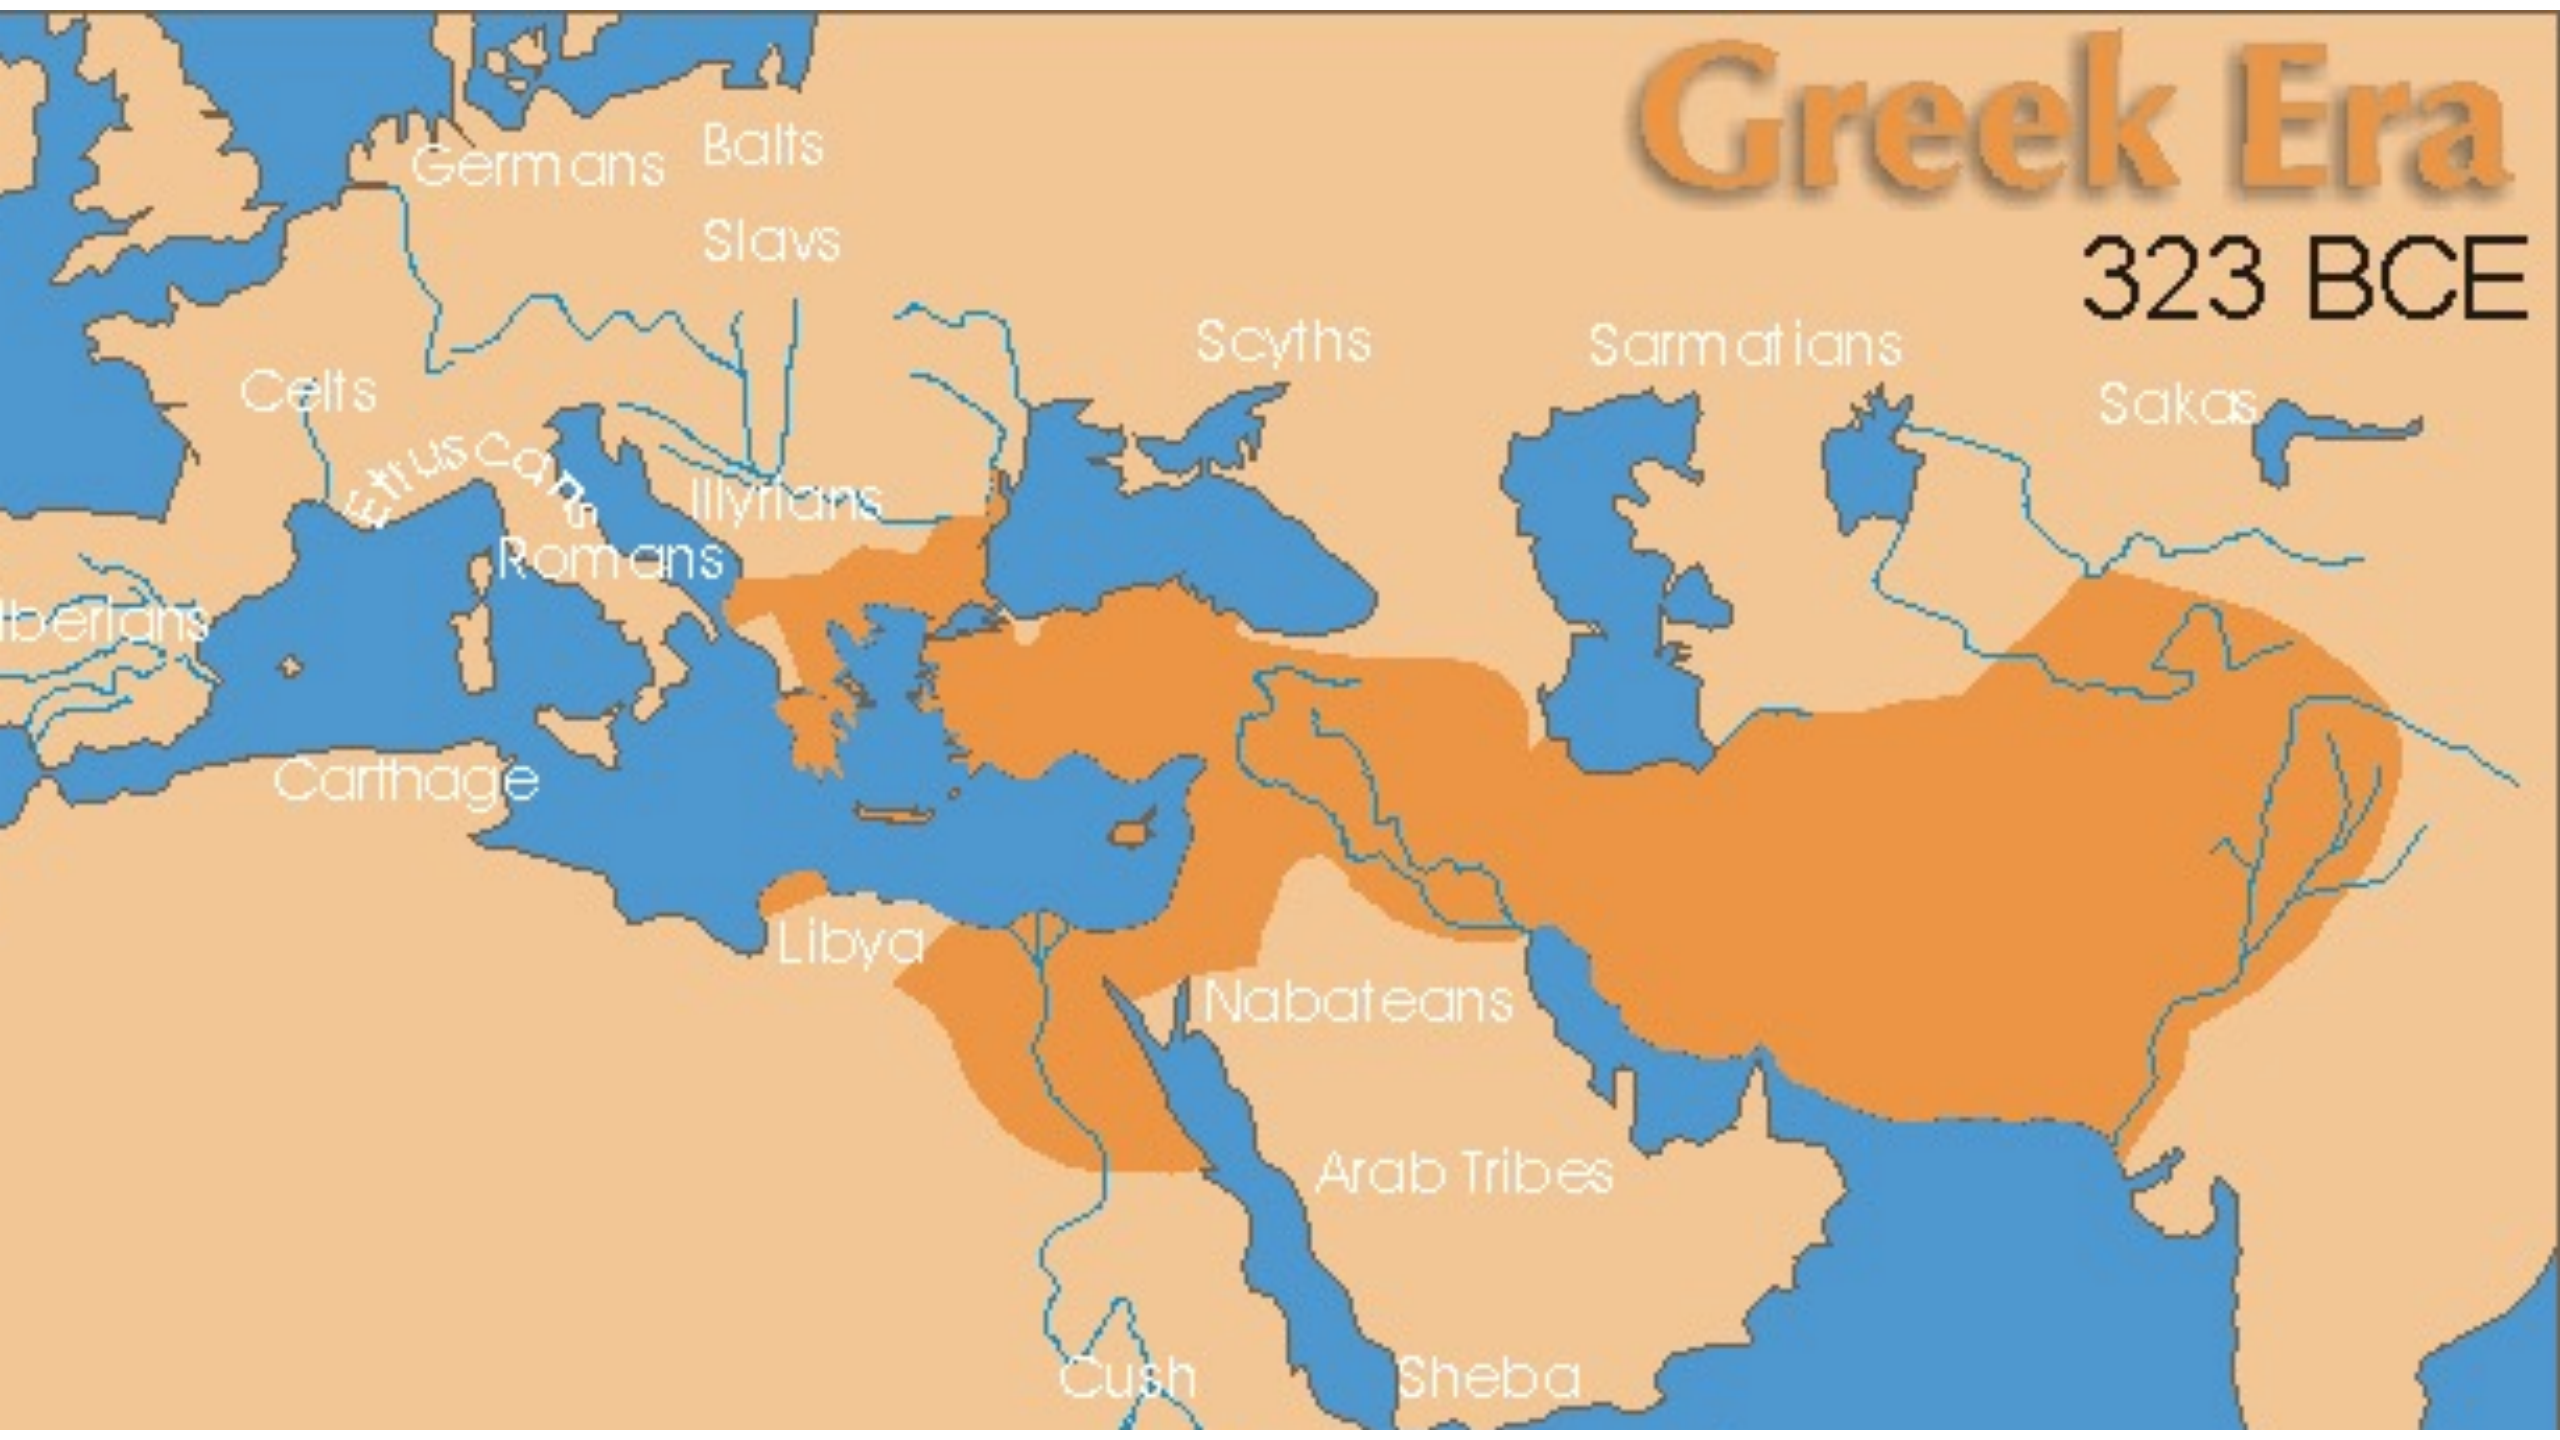 Greek Era
323 BCE
Balts
Germans
Slavs
Scyths
Sarmatians
Celts
Sakas
Etruscans
Illyrians
Romans
Iberians
Carthage
Libya
Nabateans
Arab Tribes
Cush
Sheba